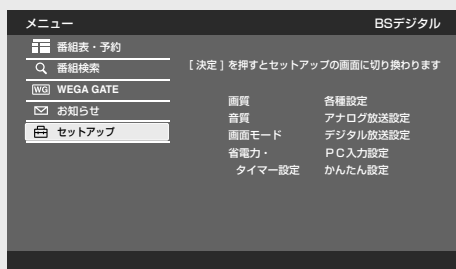 メニュー BSデジタル
番組表・予約
番組検索
WG WEGA GATE
お知らせ
セットアップ
[ 決定 ] を押すとセットアップの画面に切り換わります
画質 各種設定
音質 アナログ放送設定
画面モード デジタル放送設定
省電力・ ＰＣ入力設定
タイマー設定 かんたん設定